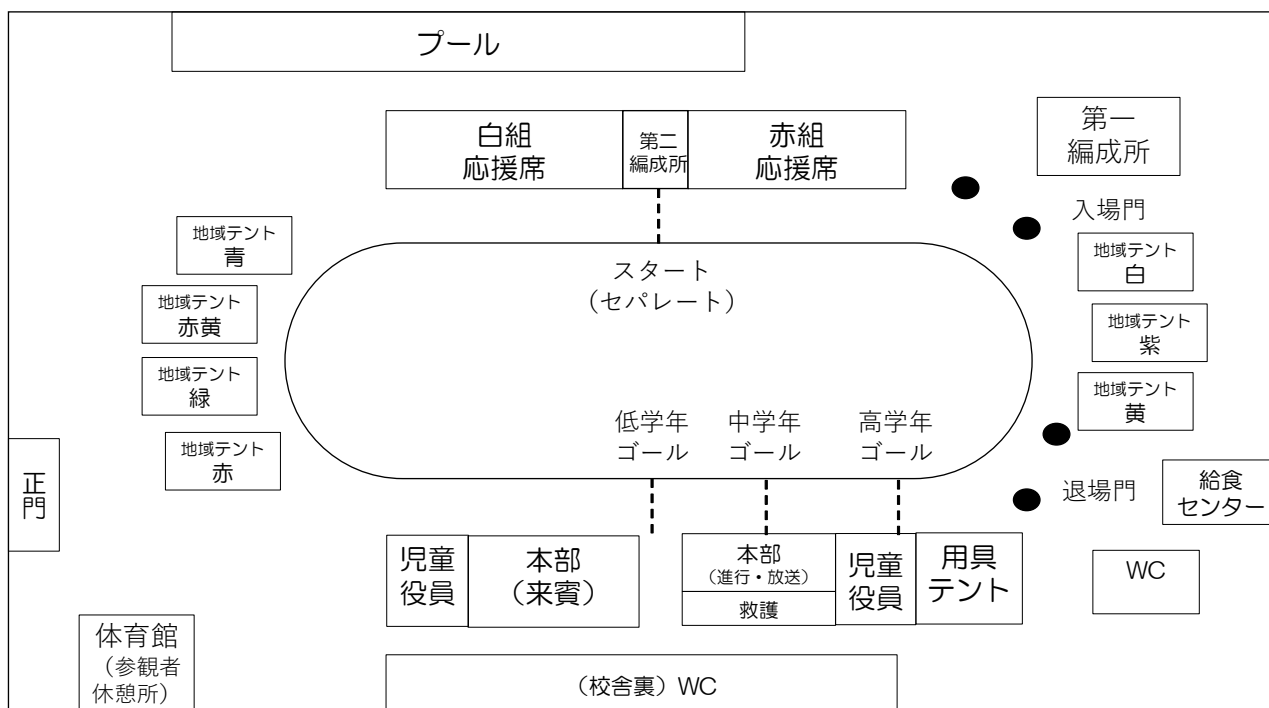 プール
白組
応援席
第二
編成所
赤組
応援席
第一
編成所
入場門
地域テント
青
地域テント
赤黄
地域テント
緑
地域テント
赤
スタート
（セパレート）
地域テント
白
地域テント
紫
地域テント
黄
低学年
ゴール
中学年
ゴール
高学年
ゴール
正門
退場門
給食
センター
児童
役員
本部
（来賓）
本部
（進行・放送）
救護
児童
役員
用具
テント
WC
体育館
（参観者
休憩所）
（校舎裏）WC